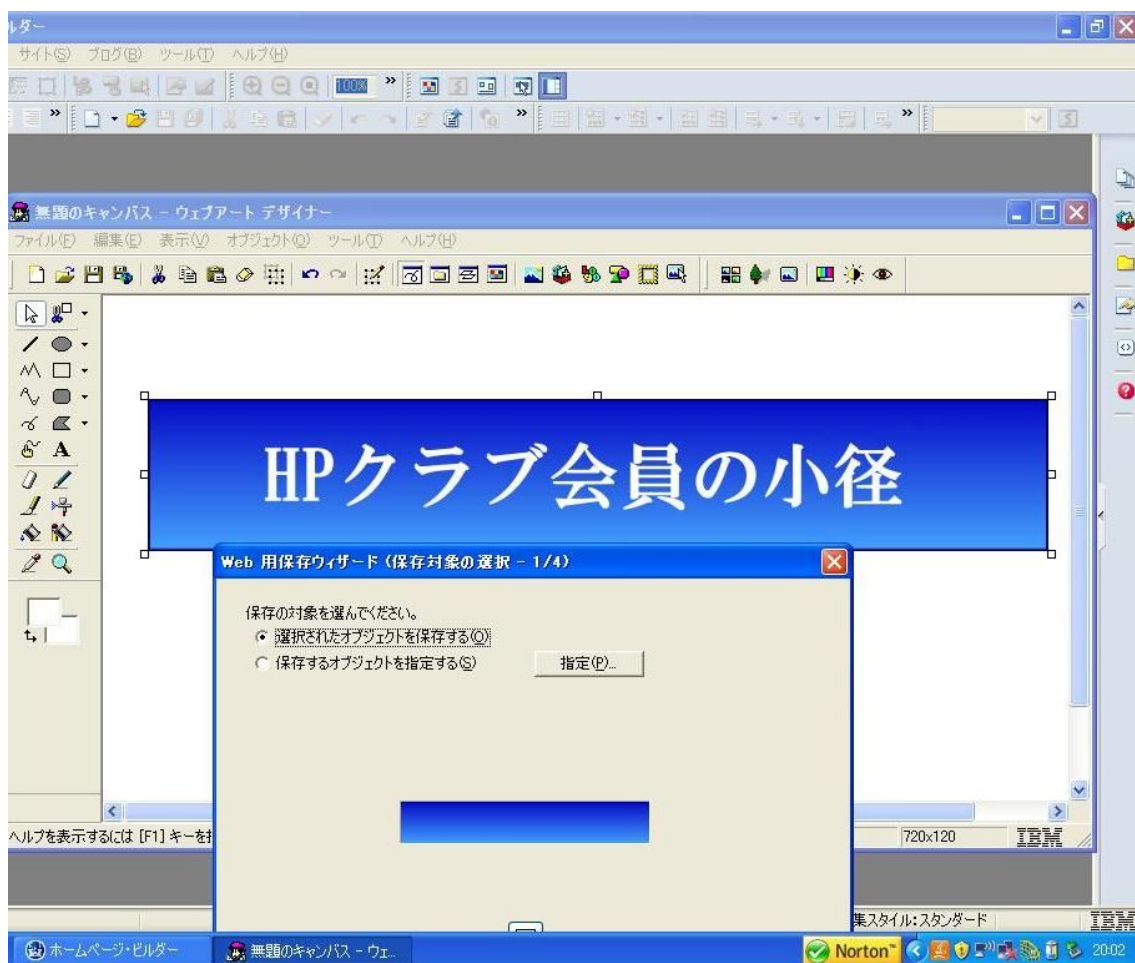 ルダー
サイト(S) ブログ(B) ツール(T) ヘルプ(H)
100%
無題のキャンバス - ウェブアート デザイナー
ファイル(F) 編集(E) 表示(V) オブジェクト(O) ツール(T) ヘルプ(H)
A
HPクラブ会員の小径
Web 用保存ウィザード (保存対象の選択 - 1/4)
保存の対象を選んでください。
選択されたオブジェクトを保存する(O)
保存するオブジェクトを指定する(S) 指定(P)...
ヘルプを表示するには [F1] キーを 720x120 IBM
集スタイル:スタンダード IBM
ホームページ・ビルダー 無題のキャンバス - ウェ... Norton 20:02